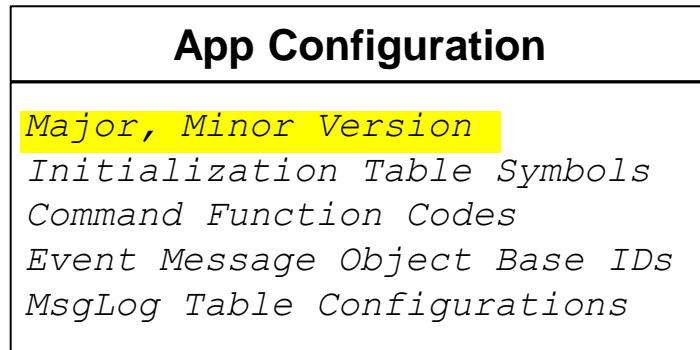 App Configuration
Major, Minor Version
Initialization Table Symbols
Command Function Codes
Event Message Object Base IDs
MsgLog Table Configurations